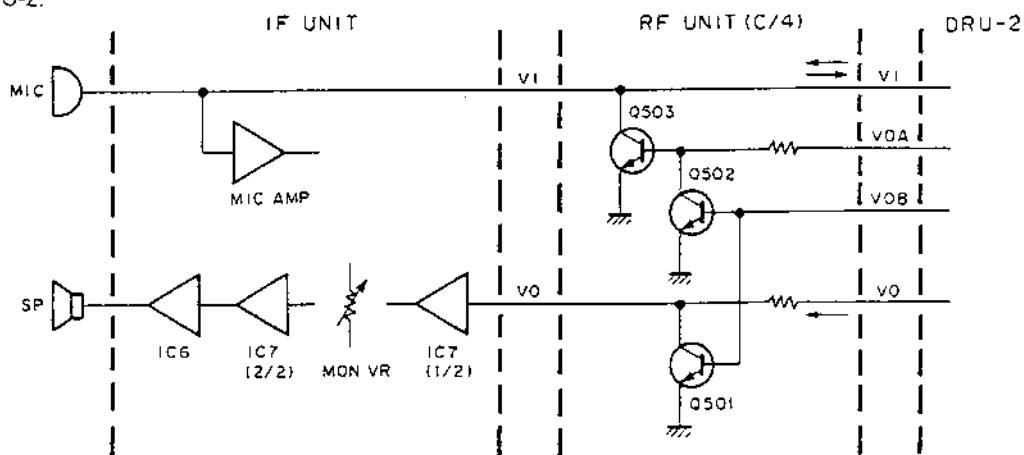 U-2.
IF UNIT
RF UNIT (C/4)
DRU-2
MIC
VI
VI
Q503
VOA
MIC AMP
Q502
VOB
SP
VO
VO
IC6
IC7
(2/2)
MON VR
IC7
(1/2)
Q501